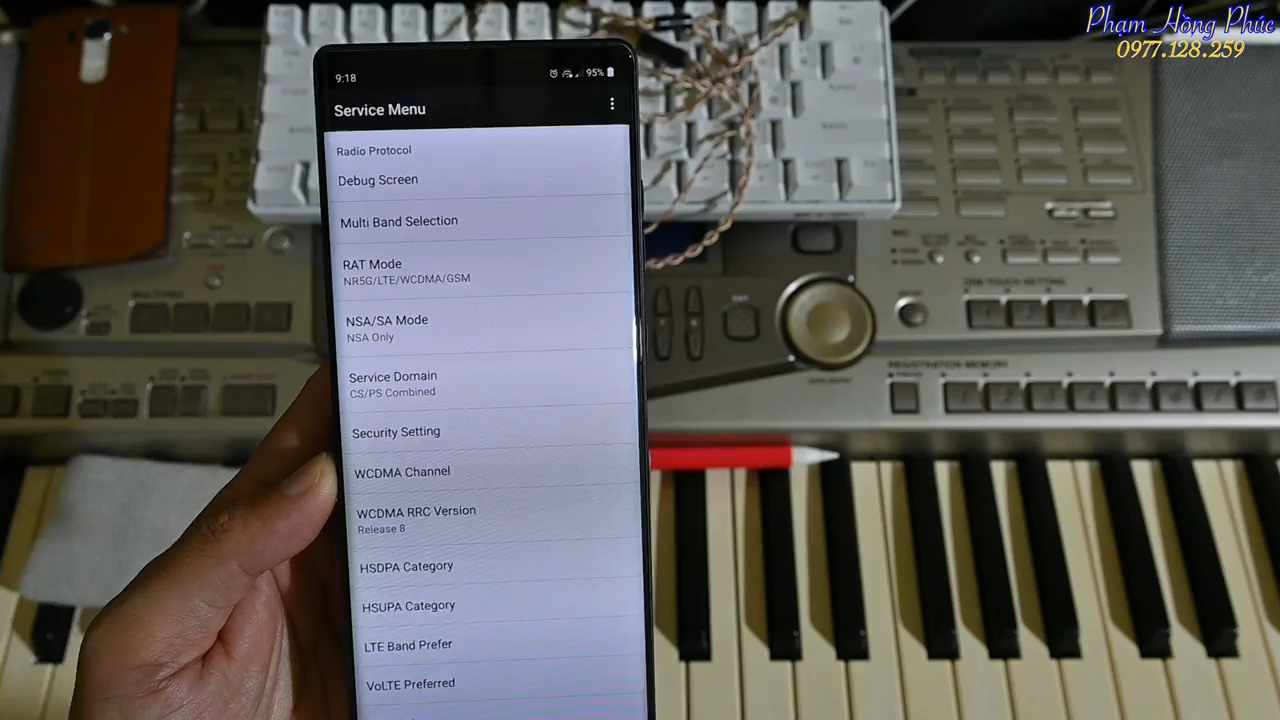 Phạm Hồng Phúc
0977.128.259
9:18
95%
Service Menu
Radio Protocol
Debug Screen
Multi Band Selection
RAT Mode
NR5G/LTE/WCDMA/GSM
NSA/SA Mode
NSA Only
Service Domain
CS/PS Combined
Security Setting
WCDMA Channel
WCDMA RRC Version
Release 8
HSDPA Category
HSUPA Category
LTE Band Prefer
VoLTE Preferred
REGISTRATION MEMORY